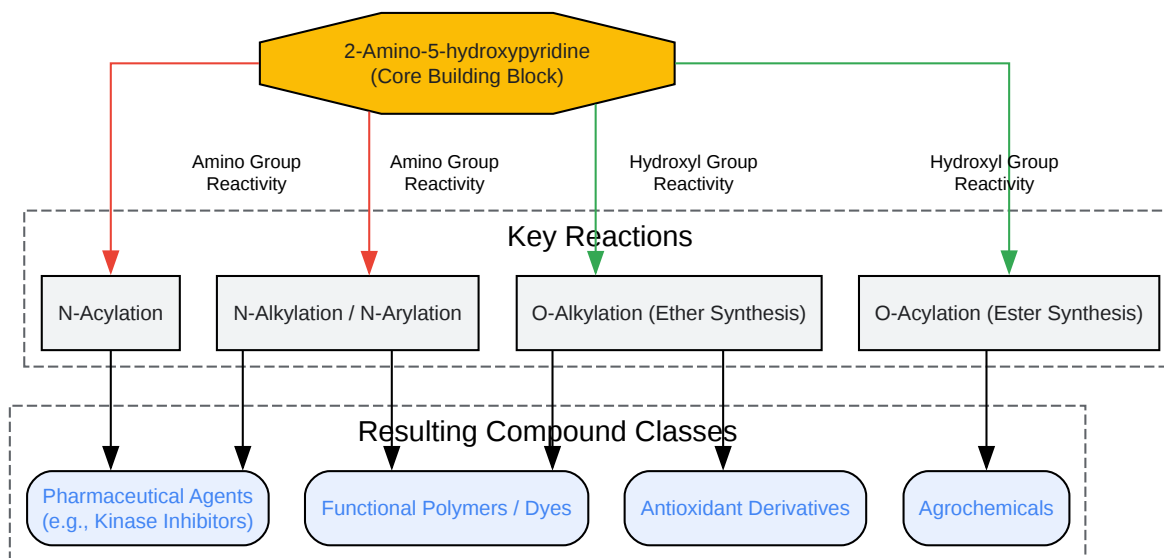 2-Amino-5-hydroxypyridine
(Core Building Block)
Amino Group
Reactivity
Amino Group
Reactivity
Hydroxyl Group
Reactivity
Hydroxyl Group
Reactivity
Key Reactions
N-Acylation
N-Alkylation / N-Arylation
O-Alkylation (Ether Synthesis)
O-Acylation (Ester Synthesis)
Resulting Compound Classes
Pharmaceutical Agents
(e.g., Kinase Inhibitors)
Functional Polymers / Dyes
Antioxidant Derivatives
Agrochemicals